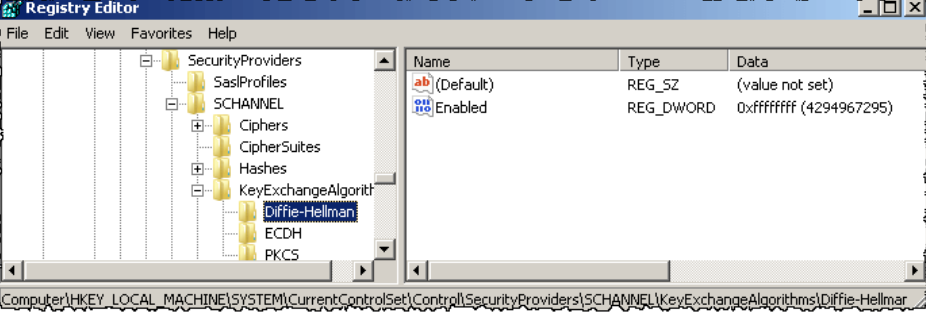 Registry Editor
File Edit View Favorites Help
SecurityProviders
SaslProfiles
SCHANNEL
Ciphers
CipherSuites
Hashes
KeyExchangeAlgorith
Diffie-Hellman
ECDH
PKCS
Name Type Data
ab (Default) REG_SZ (value not set)
Enabled REG_DWORD 0xffffffff (4294967295)
Computer\HKEY_LOCAL_MACHINE\SYSTEM\CurrentControlSet\Control\SecurityProviders\SCHANNEL\KeyExchangeAlgorithms\Diffie-Hellmar